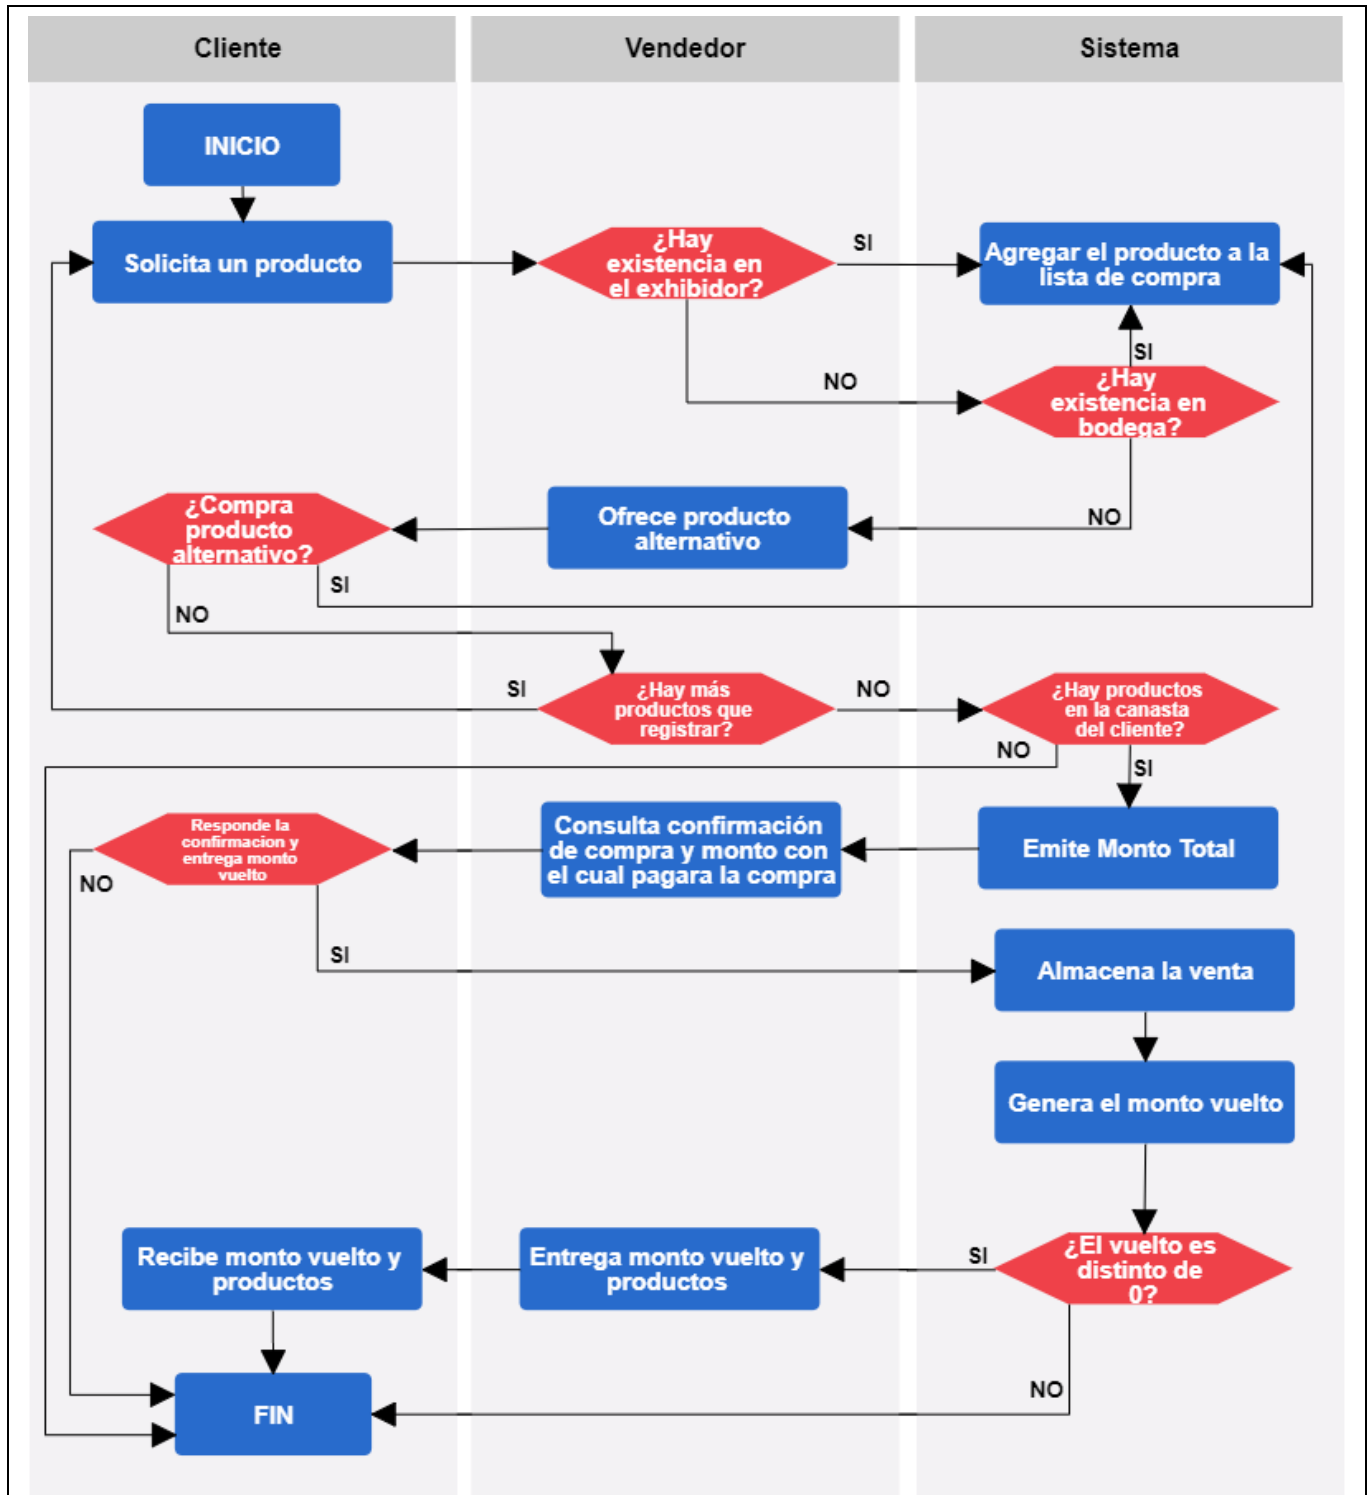 Cliente
Vendedor
Sistema
INICIO
Solicita un producto
¿Hay
existencia en
el exhibidor?
SI
Agregar el producto a la
lista de compra
SI
NO
¿Hay
existencia en
bodega?
¿Compra
producto
alternativo?
Ofrece producto
alternativo
NO
SI
NO
SI
¿Hay más
productos que
registrar?
NO
¿Hay productos
en la canasta
del cliente?
NO
SI
Responde la
confirmacion y
entrega monto
vuelto
Consulta confirmación
de compra y monto con
el cual pagara la compra
Emite Monto Total
NO
SI
Almacena la venta
Genera el monto vuelto
Recibe monto vuelto y
productos
Entrega monto vuelto y
productos
SI
¿El vuelto es
distinto de
0?
NO
FIN